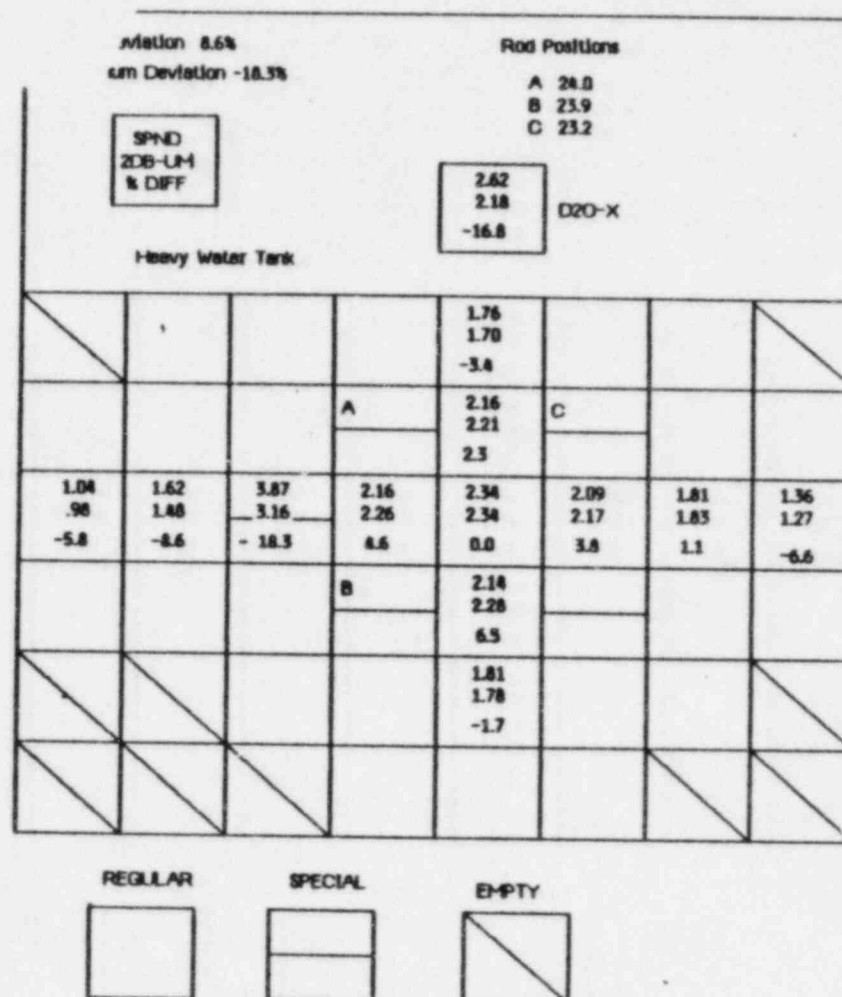 8.6%
Deviation -18.3%
Rod Positions
A 24.0
B 23.9
C 23.2
SPND
2DB-UM
% DIFF
2.62
2.18
-16.8
D2O-X
Heavy Water Tank
1.76
1.70
-3.4
A
2.16
2.21
2.3
C
1.04 1.62 3.87 2.16 2.34 2.09 1.81 1.36
.98 1.48 3.16 2.26 2.34 2.17 1.83 1.27
-5.8 -8.6 - 18.3 4.6 0.0 3.8 1.1 -6.6
B
2.14
2.28
6.5
1.81
1.78
-1.7
REGULAR SPECIAL EMPTY